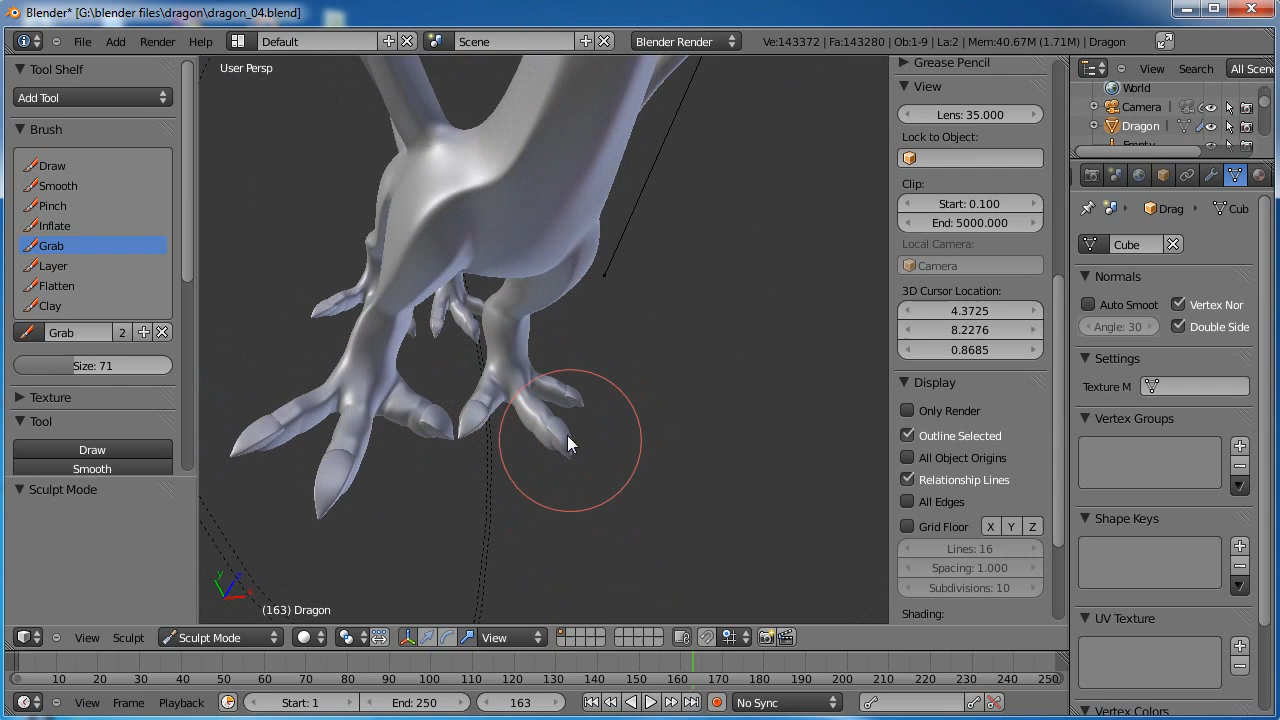 Blender* [G:\blender files\dragon\dragon_04.blend]
File Add Render Help Default Scene Blender Render Ve:143372 | Fa:143280 | Ob:1-9 | La:2 | Mem:40.67M (1.71M) | Dragon
Tool Shelf
Add Tool
Brush
Draw
Smooth
Pinch
Inflate
Grab
Layer
Flatten
Clay
Grab 2
Size: 71
Texture
Tool
Draw
Smooth
Sculpt Mode
User Persp
y z
(163) Dragon
Grease Pencil
View
Lens: 35.000
Lock to Object:
Clip:
Start: 0.100
End: 5000.000
Local Camera:
Camera
3D Cursor Location:
4.3725
8.2276
0.8685
Display
Only Render
Outline Selected
All Object Origins
Relationship Lines
All Edges
Grid Floor X Y Z
Lines: 16
Spacing: 1.000
Subdivisions: 10
Shading:
View Search All Scene
World
Camera
Dragon
Empty
Drag Cub
Cube
Normals
Auto Smoot Vertex Nor
Angle: 30 Double Side
Settings
Texture M
Vertex Groups
Shape Keys
UV Texture
Vertex Colors
View Sculpt Sculpt Mode View
10 20 30 40 50 60 70 80 90 100 110 120 130 140 150 160 170 180 190 200 210 220 230 240 250
View Frame Playback Start: 1 End: 250 163 No Sync